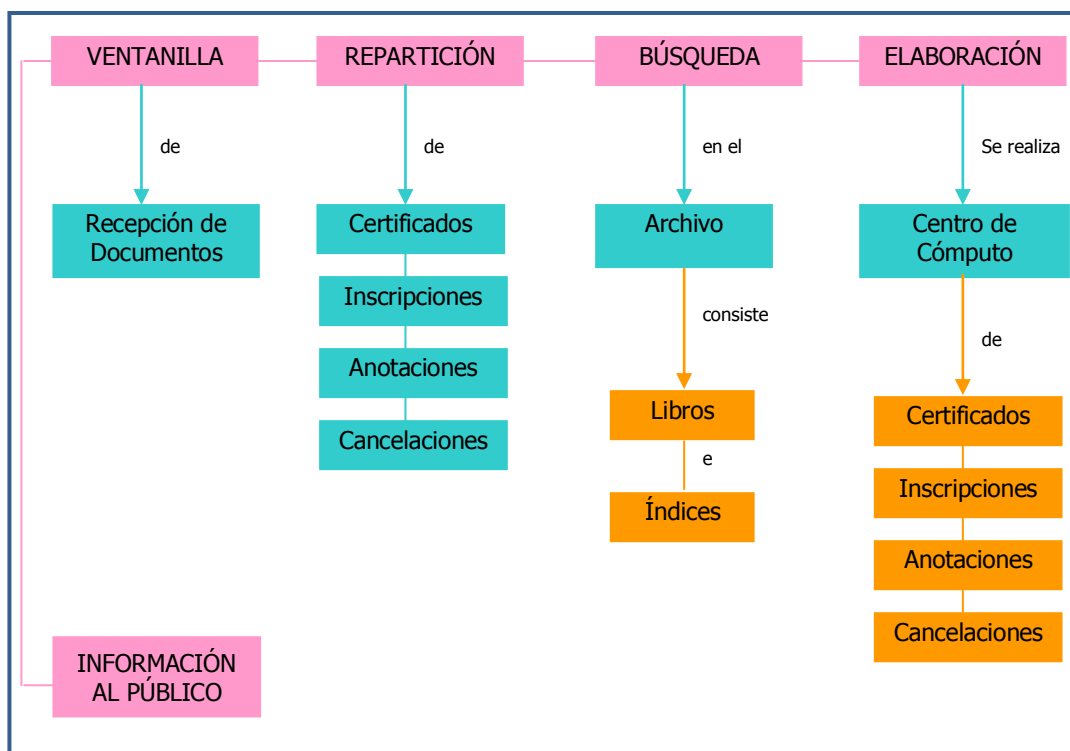 VENTANILLA
REPARTICIÓN
BÚSQUEDA
ELABORACIÓN
de
de
en el
Se realiza
Recepción de
Documentos
Certificados
Archivo
Centro de
Cómputo
Inscripciones
consiste
de
Anotaciones
Libros
Certificados
Cancelaciones
e
Inscripciones
Índices
Anotaciones
Cancelaciones
INFORMACIÓN
AL PÚBLICO